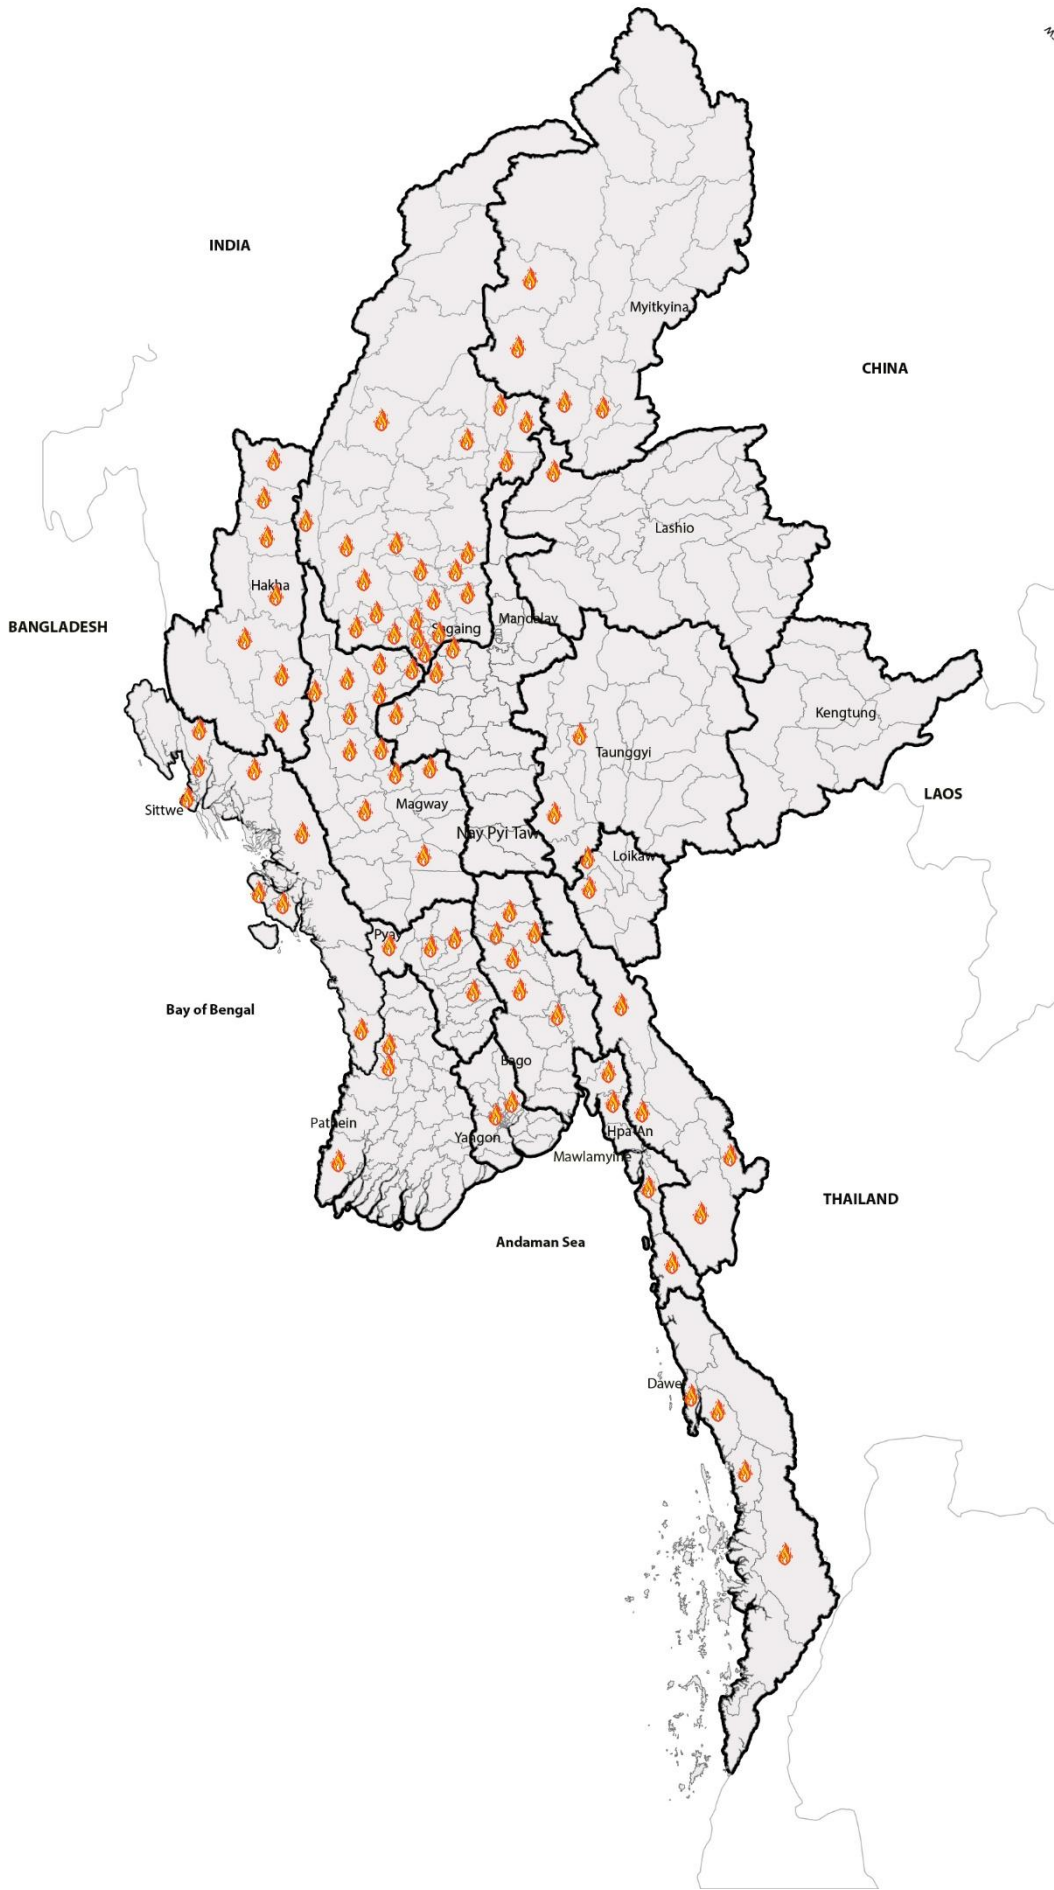 INDIA
Myitkyina
CHINA
Lashio
Hakha
BANGLADESH
Mandalay
Sagaing
Kengtung
Taunggyi
LAOS
Magway
Sittwe
Nay Pyi Taw
Loikaw
Pyay
Bay of Bengal
Bago
Pathein
Yangon
Hpa-An
Mawlamyine
THAILAND
Andaman Sea
Dawei